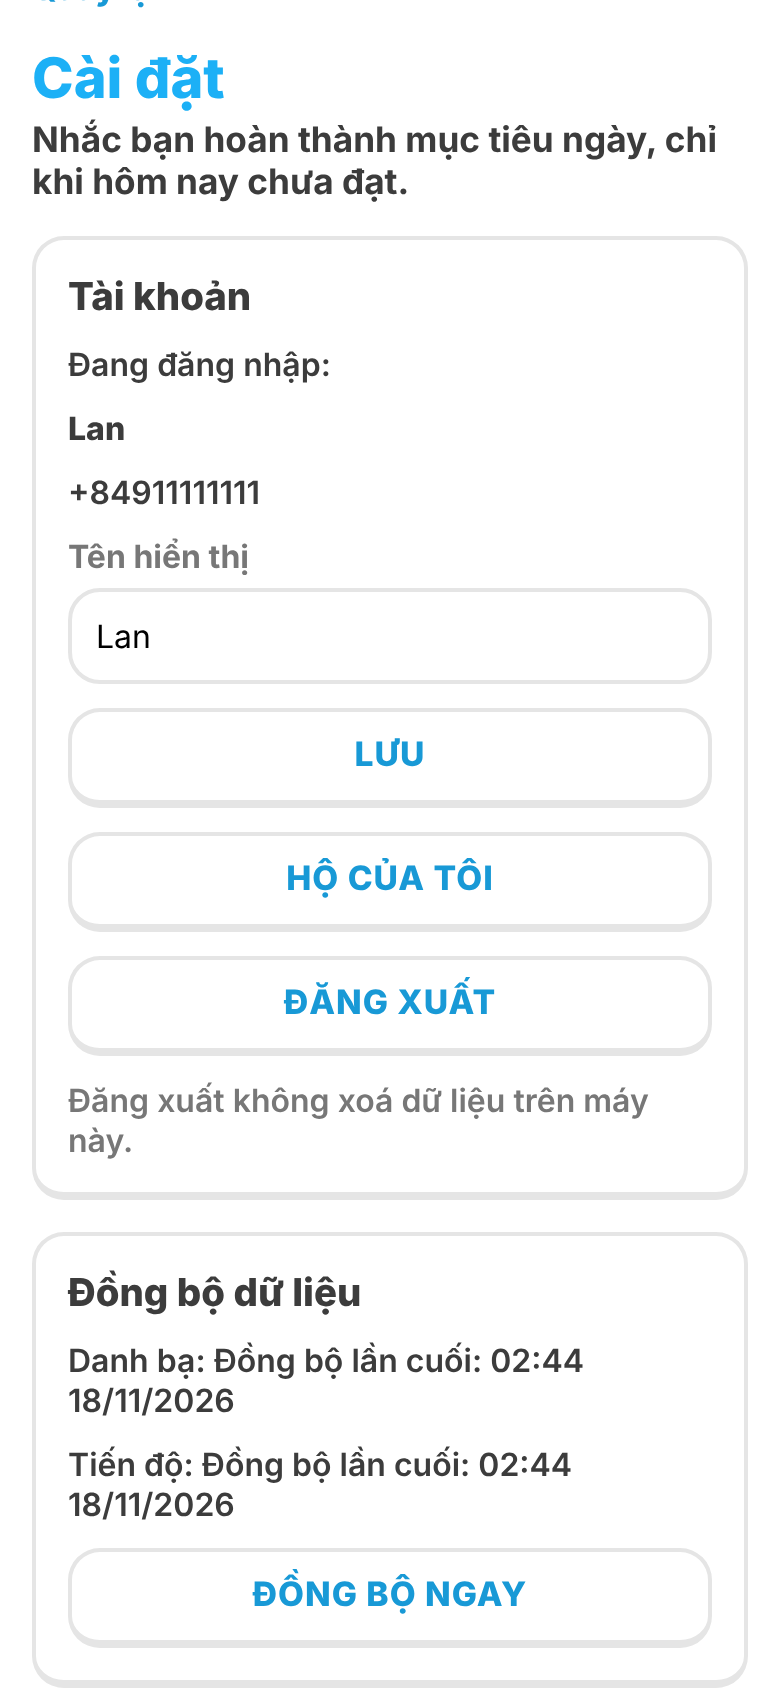 Cài đặt
Nhắc bạn hoàn thành mục tiêu ngày, chỉ
khi hôm nay chưa đạt.
Tài khoản
Đang đăng nhập:
Lan
+84911111111
Tên hiển thị
Lan
LƯU
HỘ CỦA TÔI
ĐĂNG XUẤT
Đăng xuất không xoá dữ liệu trên máy
này.
Đồng bộ dữ liệu
Danh bạ: Đồng bộ lần cuối: 02:44
18/11/2026
Tiến độ: Đồng bộ lần cuối: 02:44
18/11/2026
ĐỒNG BỘ NGAY